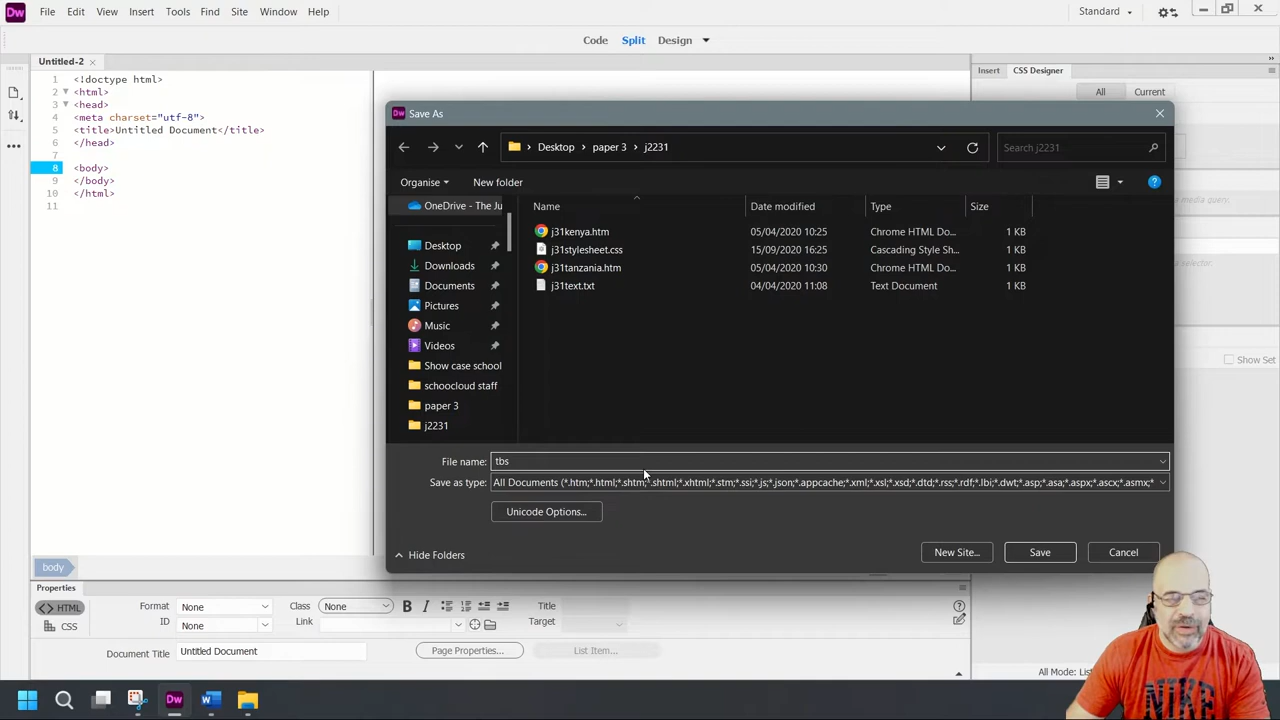 Dw File Edit View Insert Tools Find Site Window Help Standard
Code Split Design
Untitled-2
Insert CSS Designer
All Current
1 <!doctype html>
2 <html>
3 <head>
4 <meta charset="utf-8">
5 <title>Untitled Document</title>
6 </head>
7
8 <body>
9 </body>
10 </html>
11
Dw Save As
Desktop paper 3 j2231
Search j2231
Organise New folder
Name Date modified Type Size
OneDrive - The Ju
Desktop
Downloads
Documents
Pictures
Music
Videos
Show case school
schoocloud staff
paper 3
j2231
j31kenya.htm 05/04/2020 10:25 Chrome HTML Do... 1 KB
j31stylesheet.css 15/09/2020 16:25 Cascading Style Sh... 1 KB
j31tanzania.htm 05/04/2020 10:30 Chrome HTML Do... 1 KB
j31text.txt 04/04/2020 11:08 Text Document 1 KB
File name: tbs
Save as type: All Documents (*.htm;*.html;*.shtm;*.shtml;*.xhtml;*.stm;*.ssi;*.js;*.json;*.appcache;*.xml;*.xsl;*.xsd;*.dtd;*.rss;*.rdf;*.lbi;*.dwt;*.asp;*.asa;*.aspx;*.ascx;*.asmx;*
Unicode Options...
Hide Folders New Site... Save Cancel
media query.
a selector.
Show Set
body
Properties
HTML Format None Class None B I Title
CSS ID None Link Target
Document Title Untitled Document Page Properties... List Item...
All Mode: List
Dw
NIKE